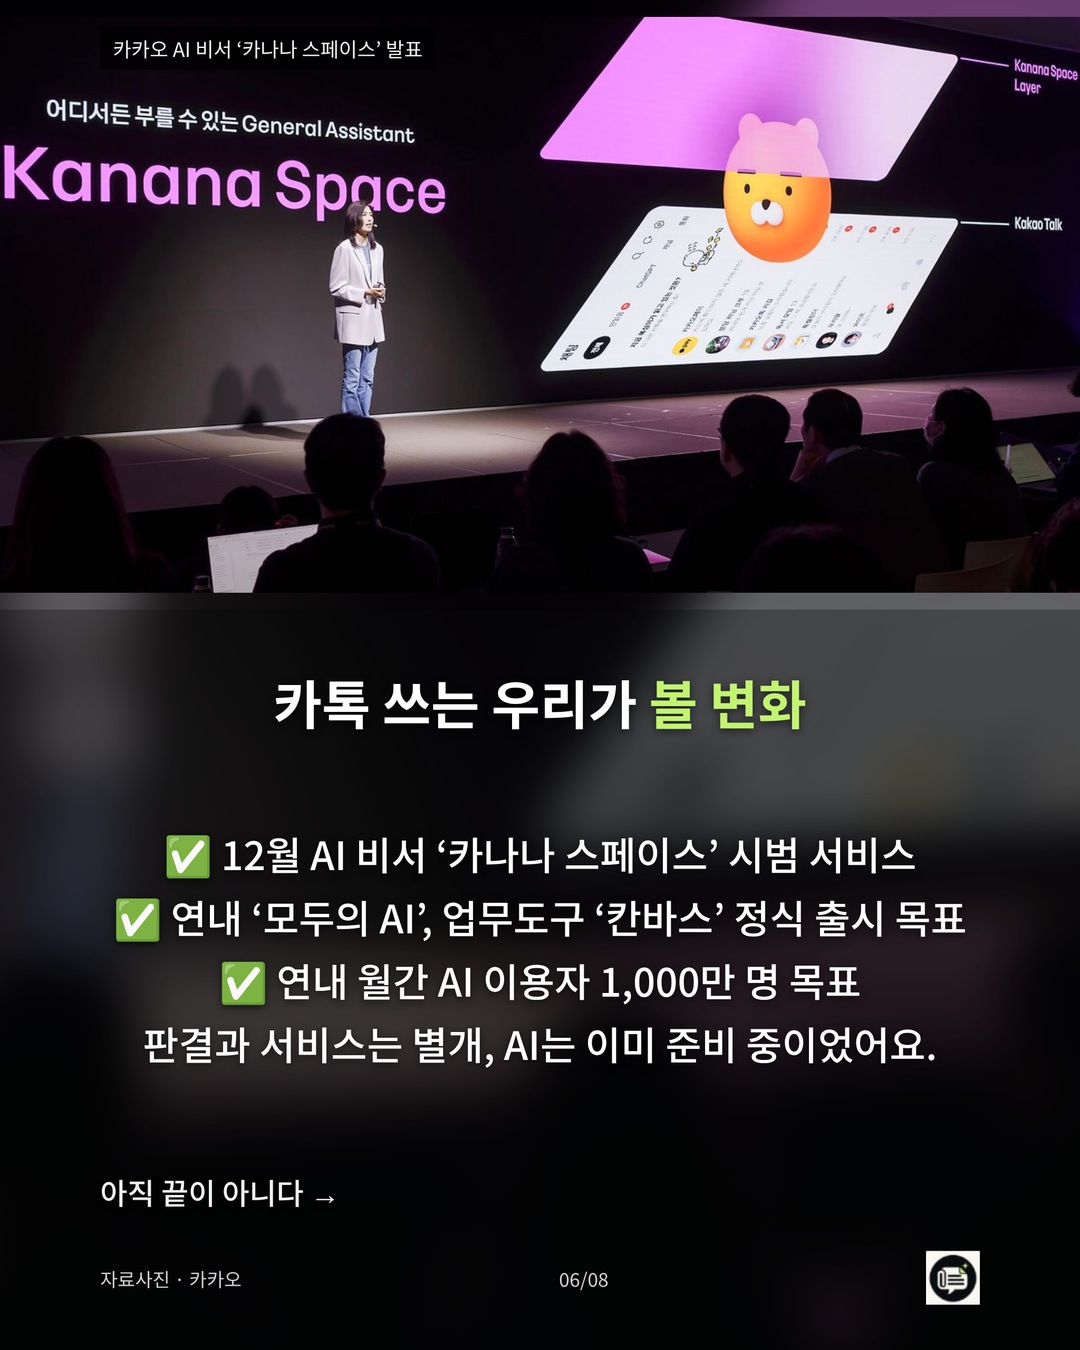 카카오 AI 비서 ‘카나나 스페이스’ 발표
어디서든 부를 수 있는 General Assistant
Kanana Space
Kanana Space
Layer
Kakao Talk
ChatGPT
채팅
전체
카톡 쓰는 우리가 볼 변화
✅ 12월 AI 비서 ‘카나나 스페이스’ 시범 서비스
✅ 연내 ‘모두의 AI’, 업무도구 ‘칸바스’ 정식 출시 목표
✅ 연내 월간 AI 이용자 1,000만 명 목표
판결과 서비스는 별개, AI는 이미 준비 중이었어요.
아직 끝이 아니다 →
자료사진 · 카카오
06/08